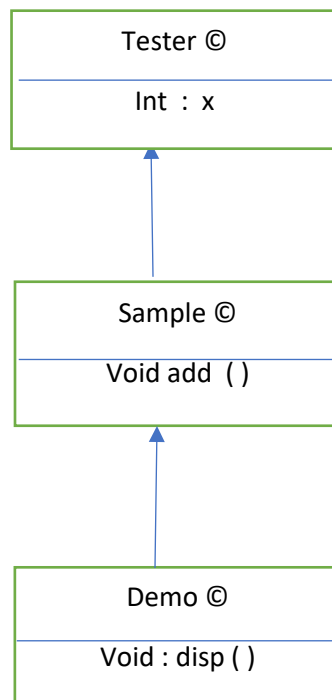 Tester ©
Int : x
Sample ©
Void add ( )
Demo ©
Void : disp ( )